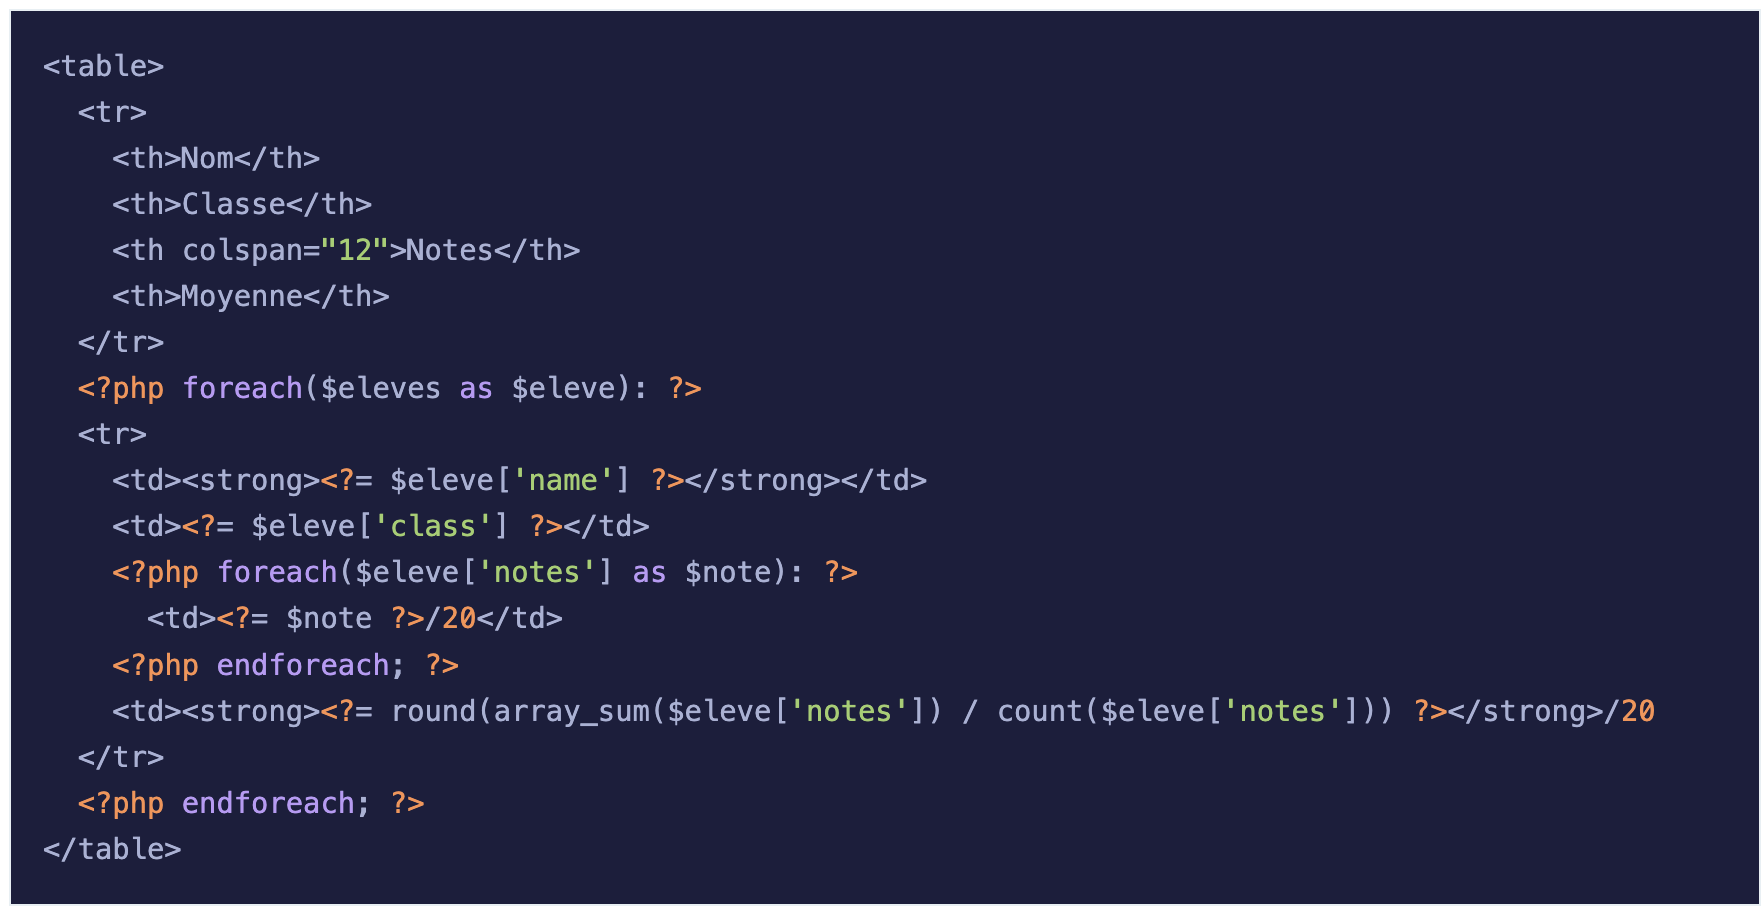 <table>
  <tr>
    <th>Nom</th>
    <th>Classe</th>
    <th colspan="12">Notes</th>
    <th>Moyenne</th>
  </tr>
  <?php foreach($eleves as $eleve): ?>
  <tr>
    <td><strong><?= $eleve['name'] ?></strong></td>
    <td><?= $eleve['class'] ?></td>
    <?php foreach($eleve['notes'] as $note): ?>
      <td><?= $note ?>/20</td>
    <?php endforeach; ?>
    <td><strong><?= round(array_sum($eleve['notes']) / count($eleve['notes'])) ?></strong>/20
  </tr>
  <?php endforeach; ?>
</table>